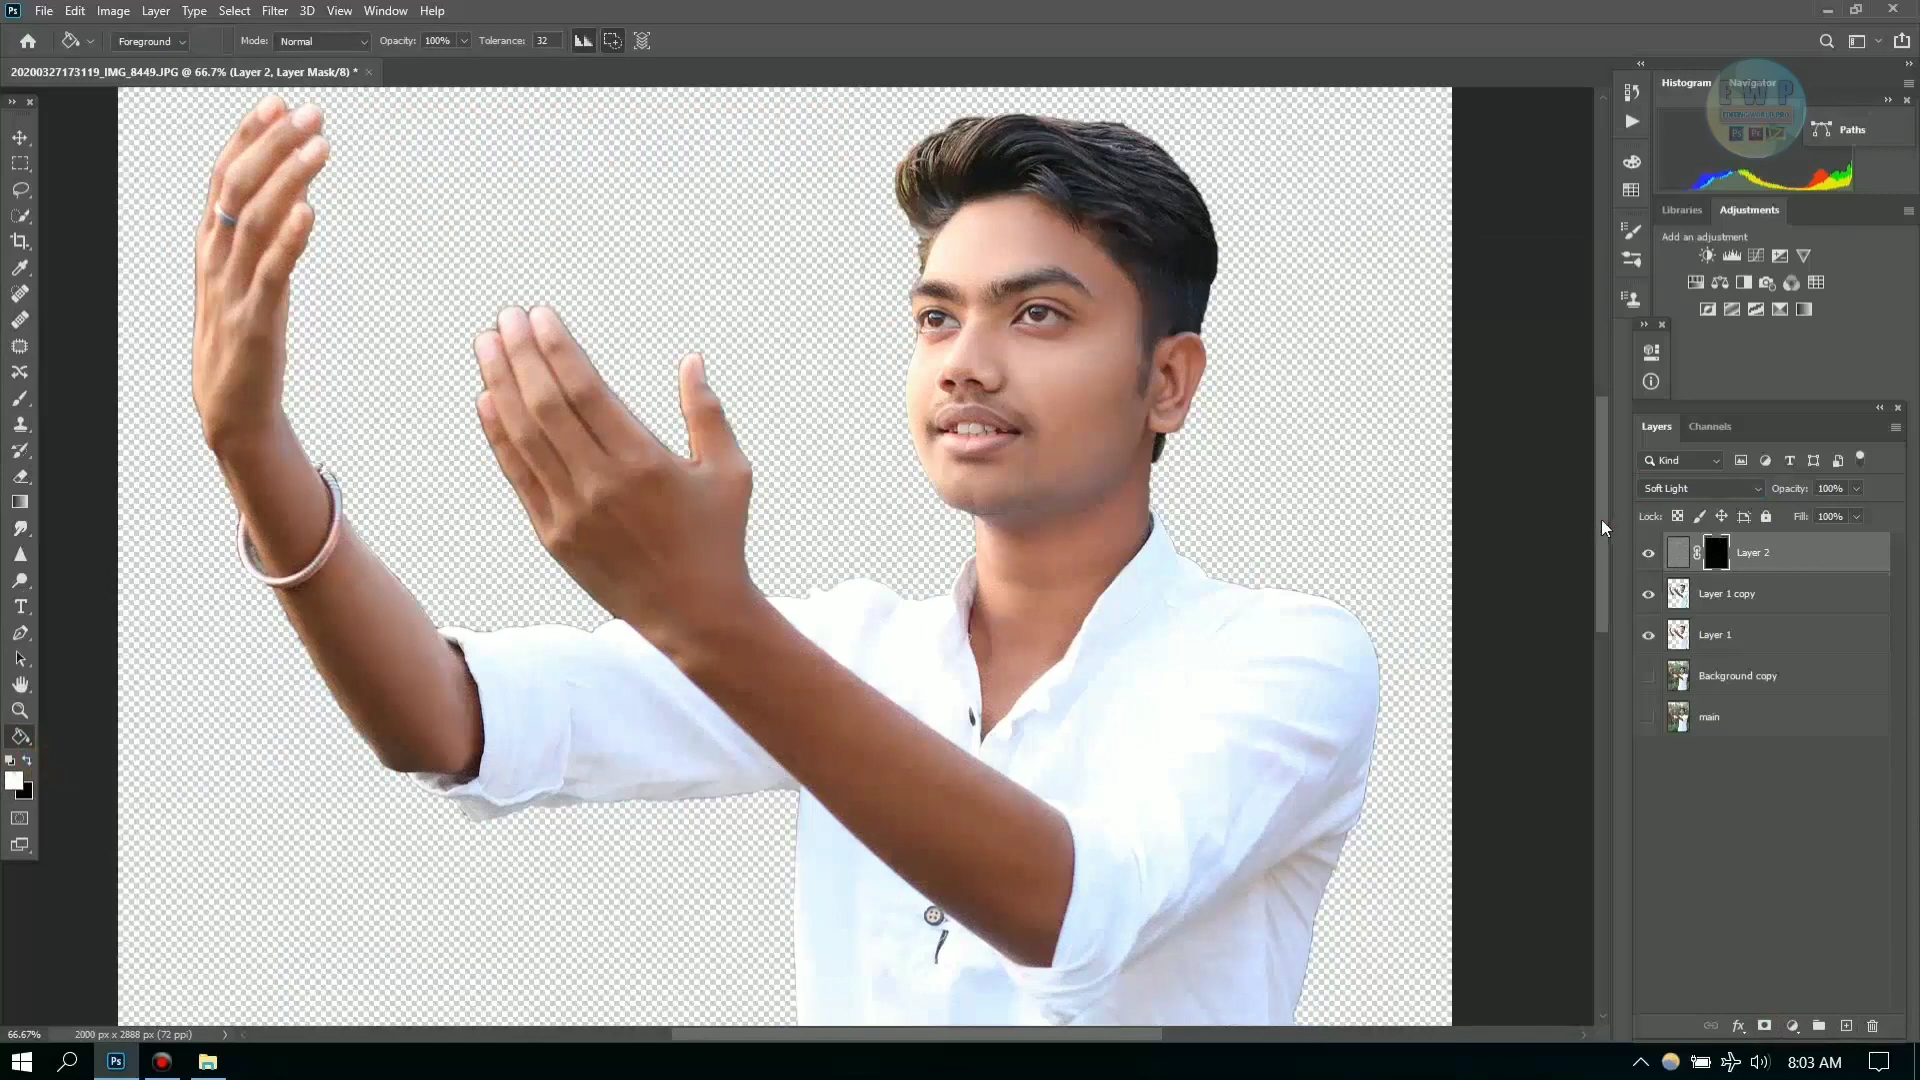 Ps File Edit Image Layer Type Select Filter 3D View Window Help
Foreground Mode: Normal Opacity: 100% Tolerance: 32
20200327173119_IMG_8449.JPG @ 66.7% (Layer 2, Layer Mask/8) *
Histogram Navigator
E W P
Paths
Libraries Adjustments
Add an adjustment
Layers Channels
Kind
Soft Light Opacity: 100%
Lock: Fill: 100%
Layer 2
Layer 1 copy
Layer 1
Background copy
main
66.67% 2000 px x 2888 px (72 ppi)
Ps 8:03 AM